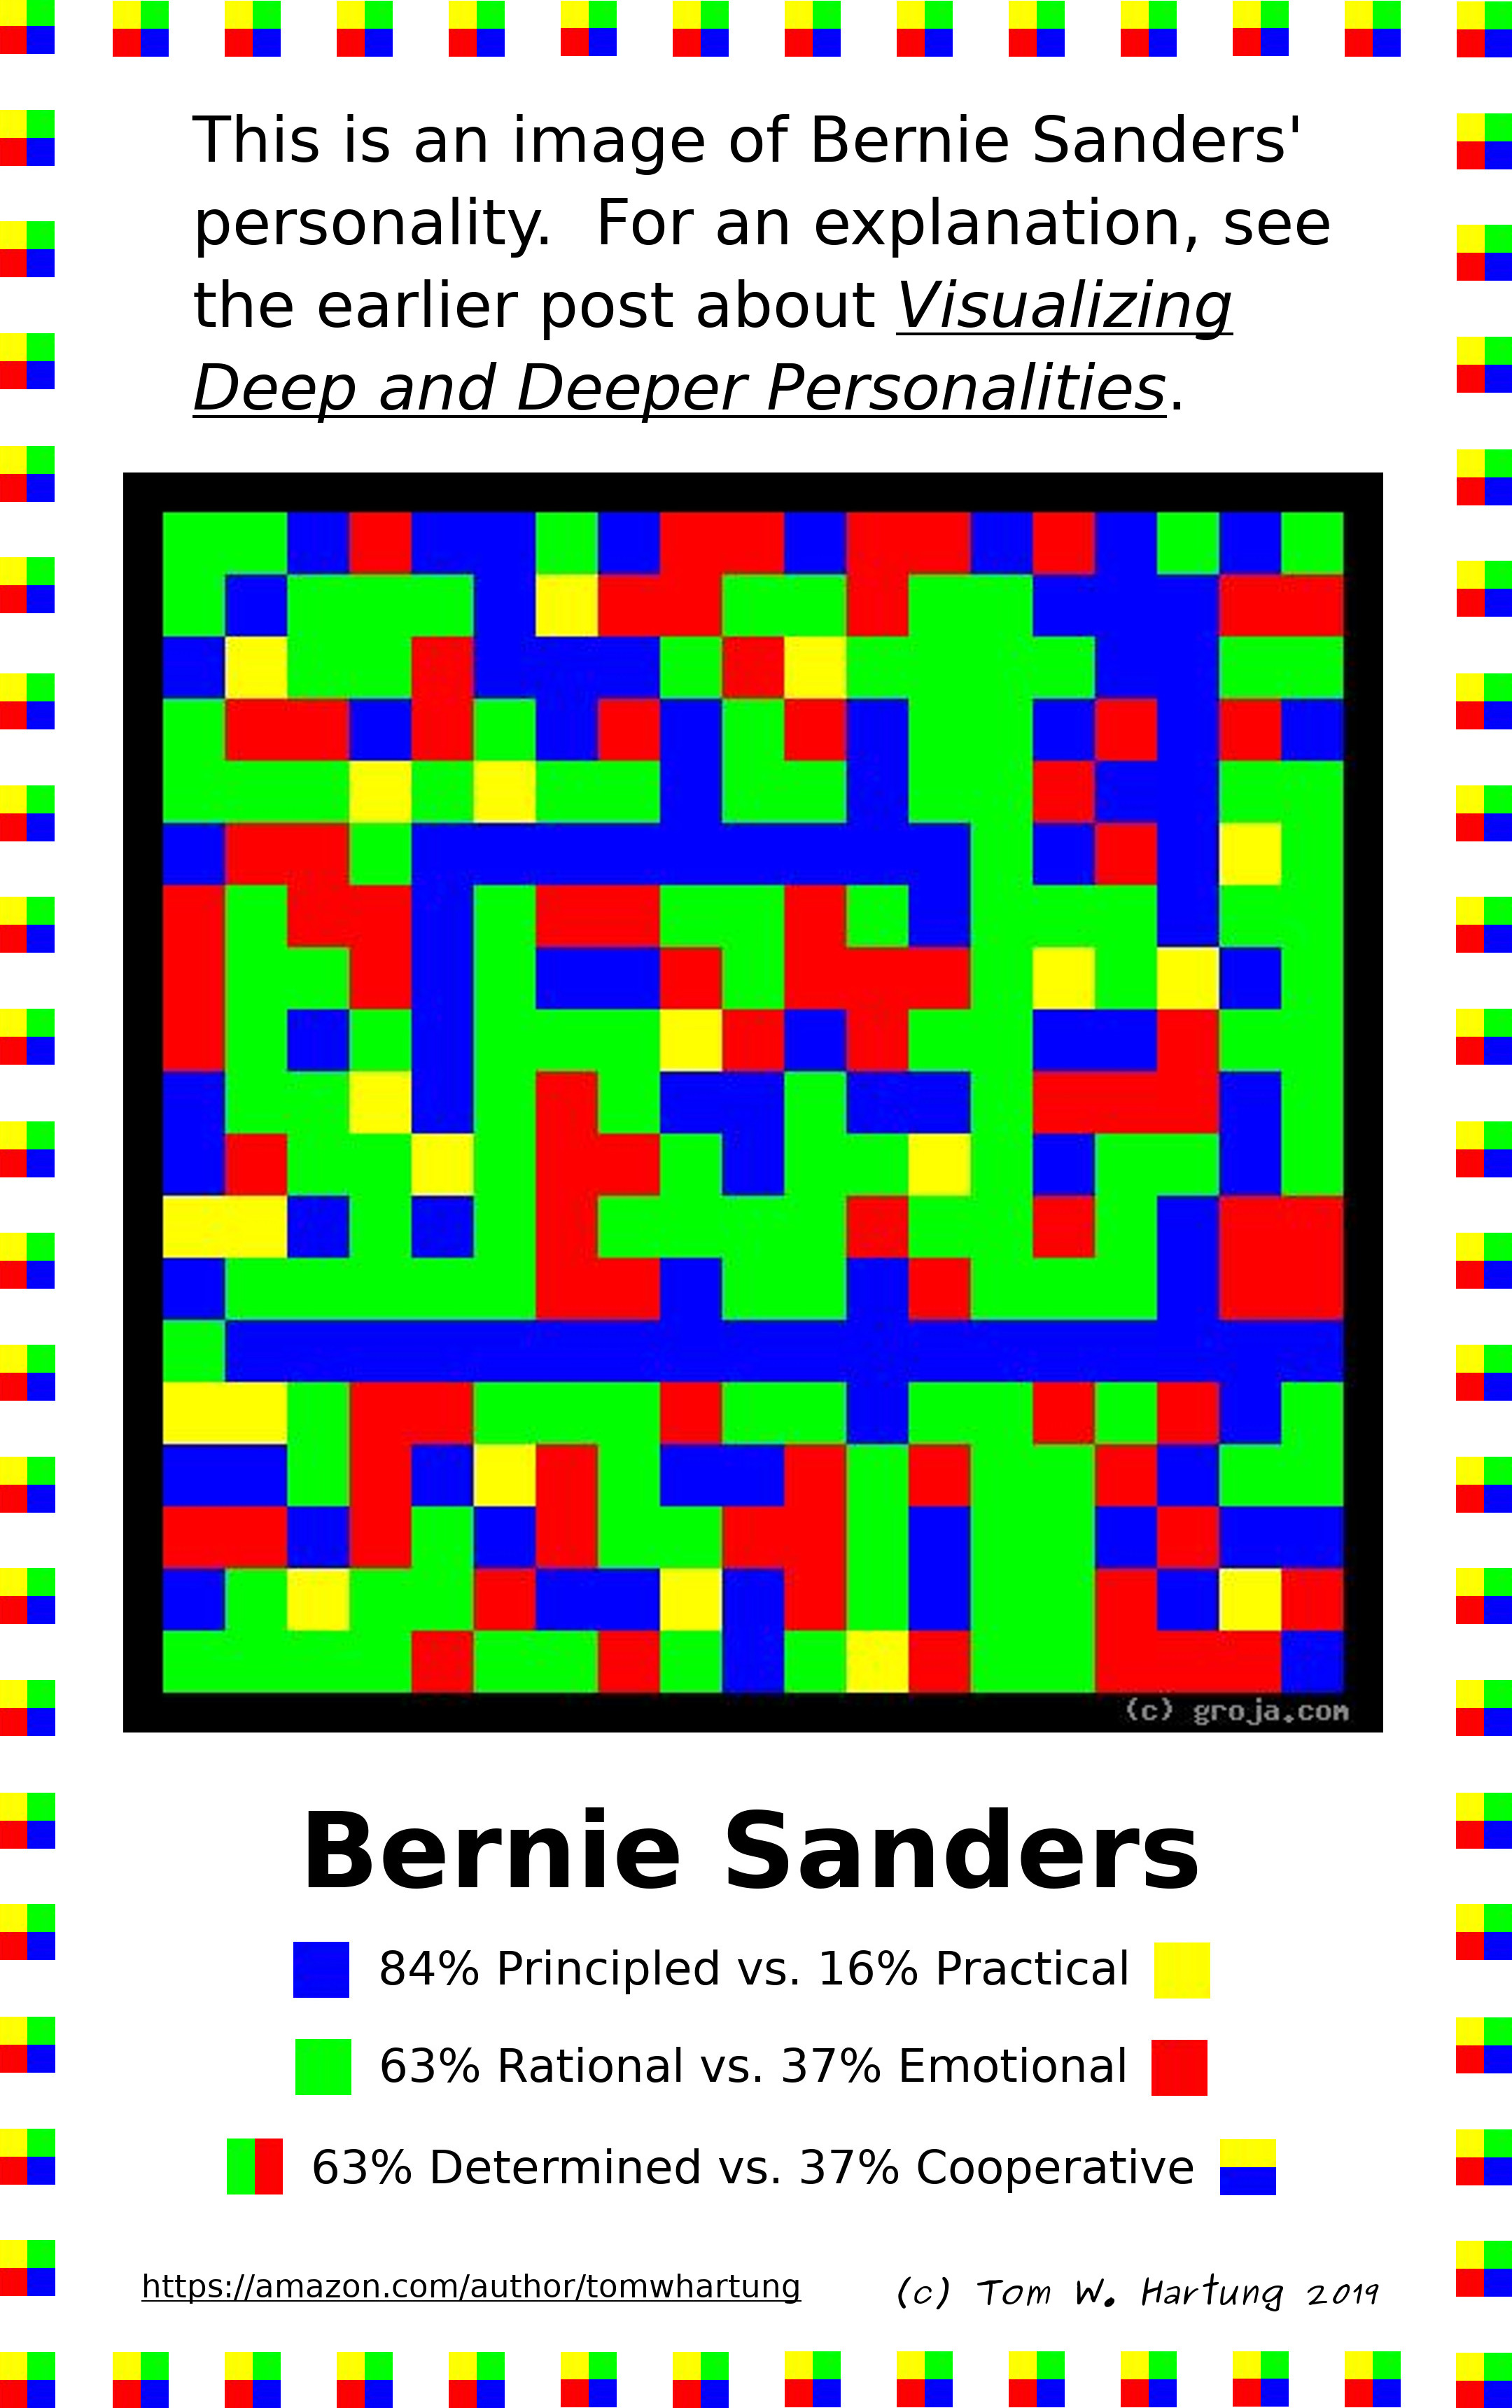 This is an image of Bernie Sanders'
personality.  For an explanation, see
the earlier post about Visualizing
Deep and Deeper Personalities.
(c) groja.com
Bernie Sanders
84% Principled vs. 16% Practical
63% Rational vs. 37% Emotional
63% Determined vs. 37% Cooperative
https://amazon.com/author/tomwhartung
(c) Tom W. Hartung 2019